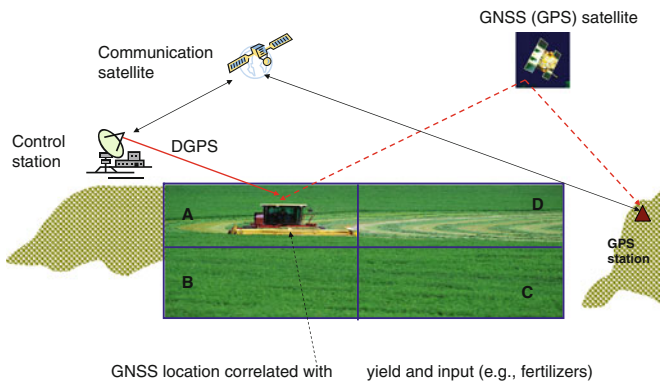 GNSS (GPS) satellite
Communication
satellite
Control
station
DGPS
A
D
GPS
station
B
C
GNSS location correlated with yield and input (e.g., fertilizers)